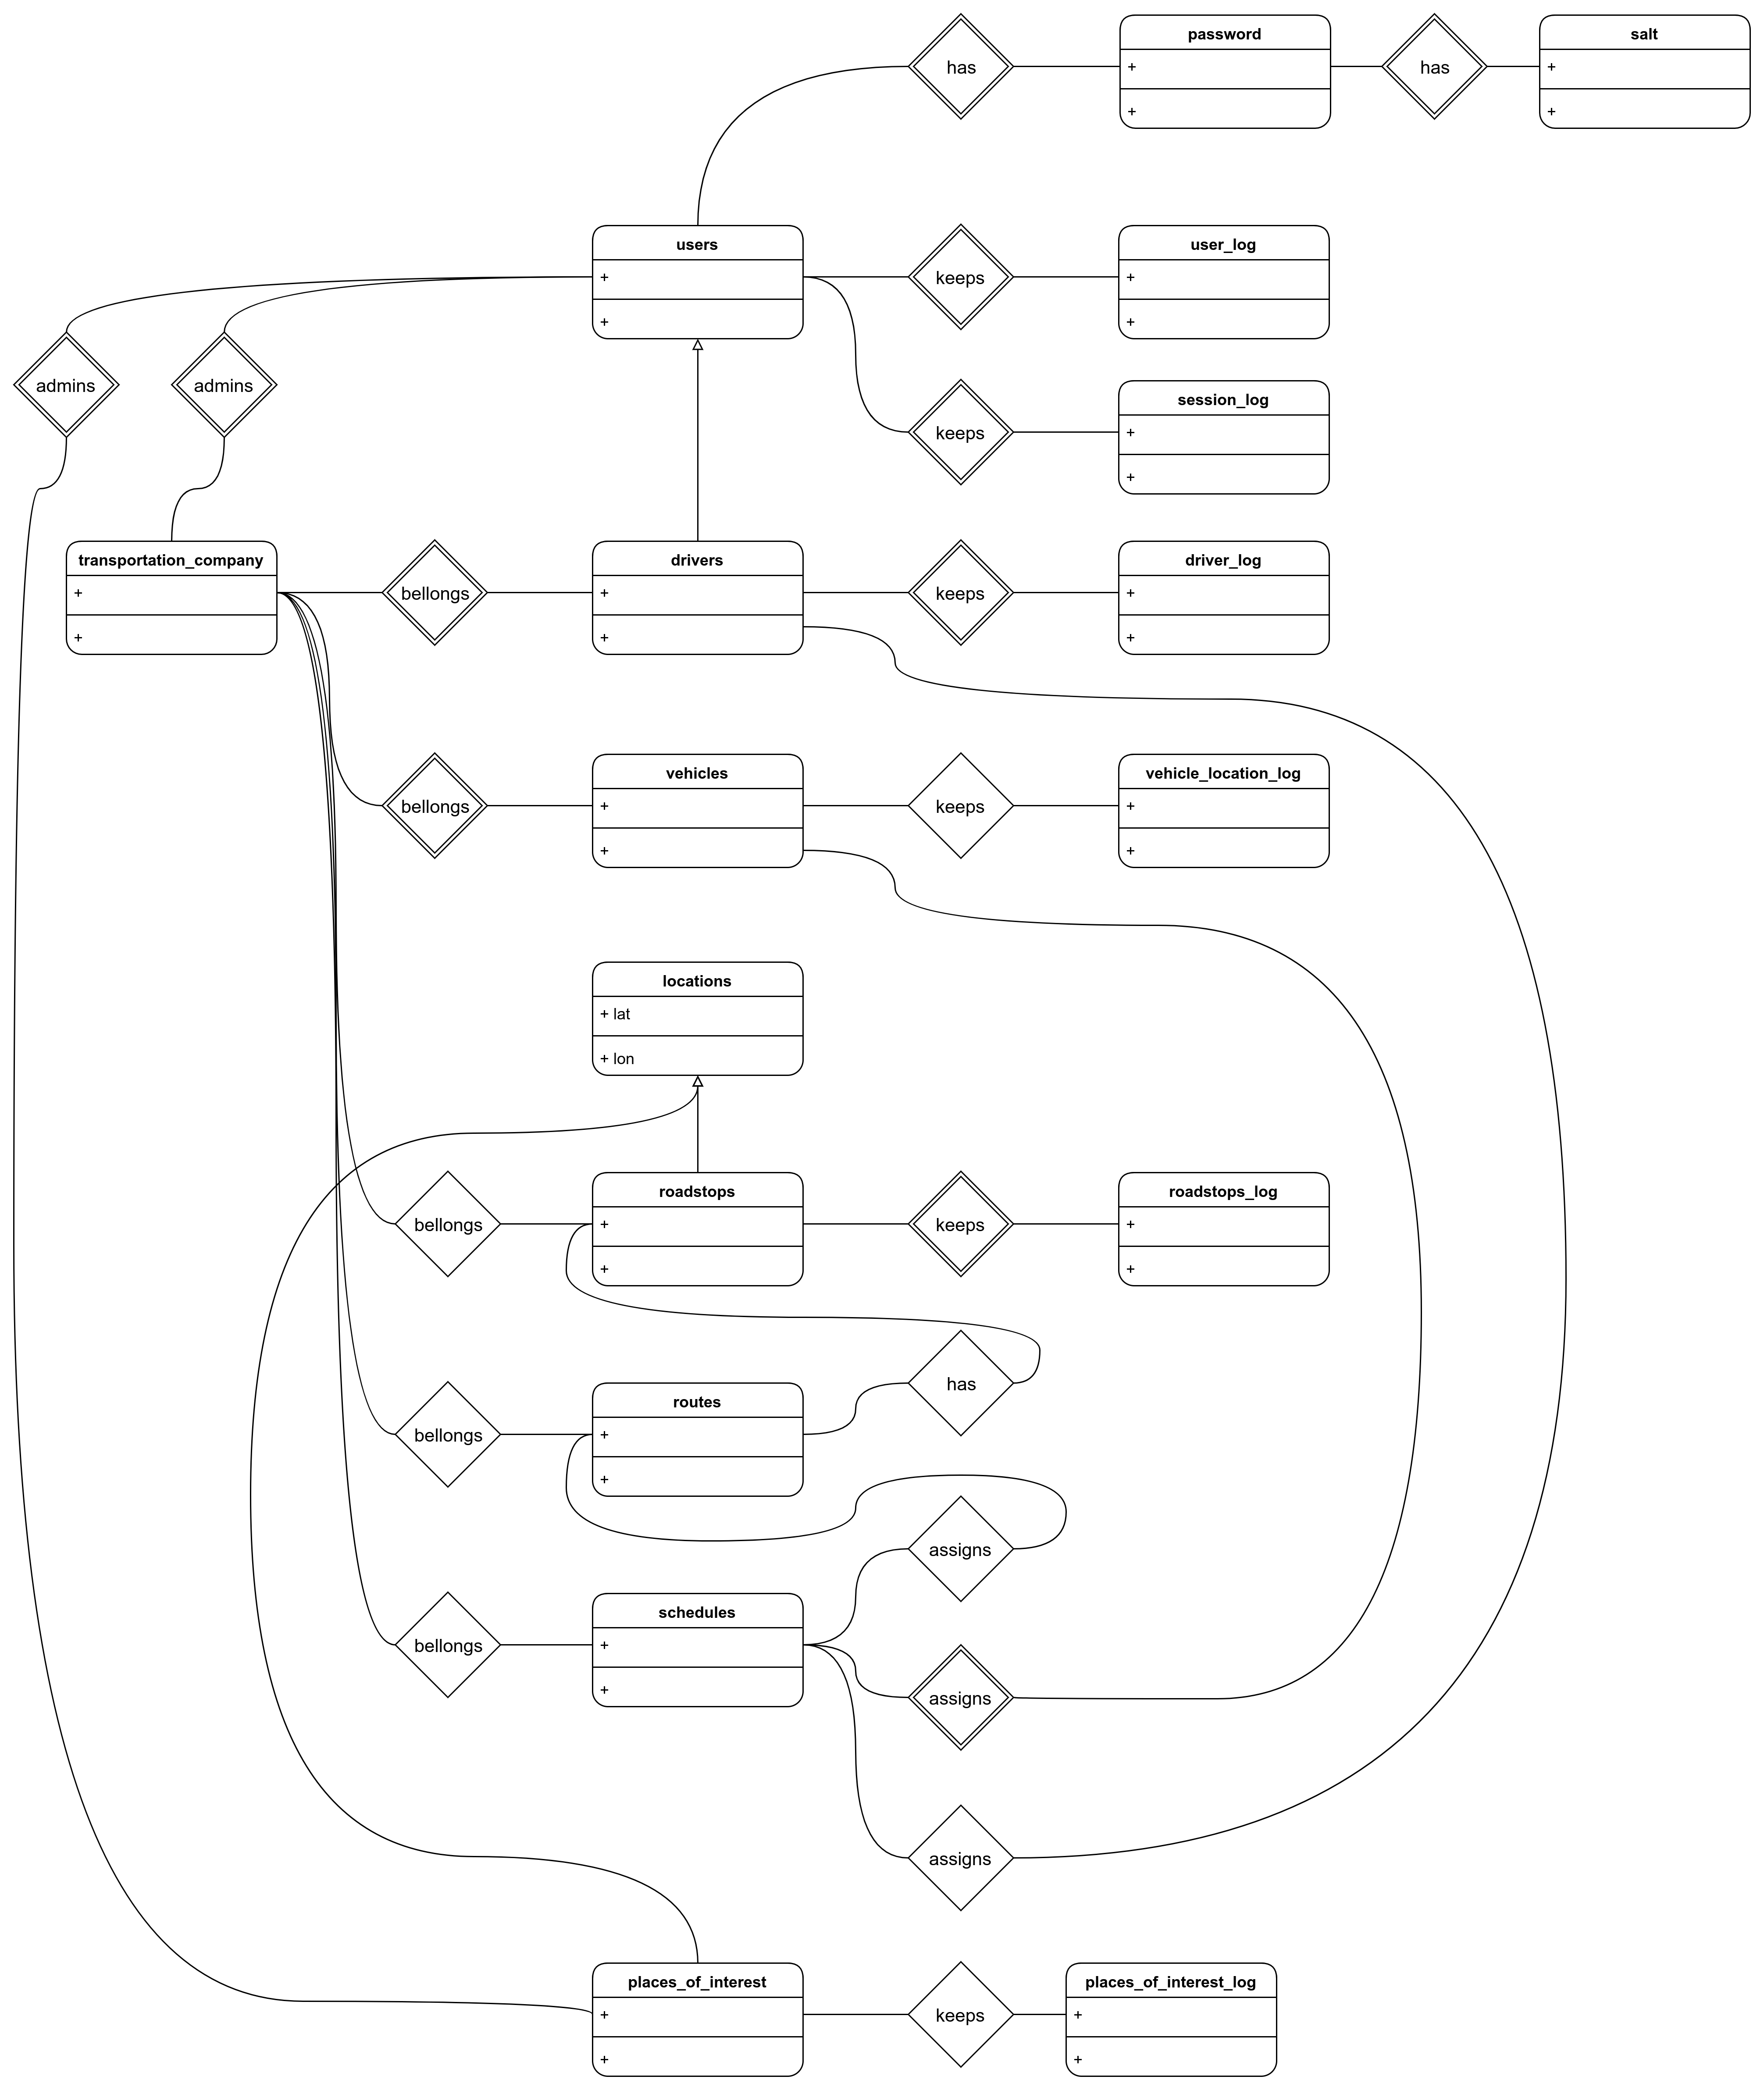 has
password
+
+
has
salt
+
+
users
+
+
keeps
user_log
+
+
admins
admins
keeps
session_log
+
+
transportation_company
+
+
bellongs
drivers
+
+
keeps
driver_log
+
+
bellongs
vehicles
+
+
keeps
vehicle_location_log
+
+
locations
+ lat
+ lon
bellongs
roadstops
+
+
keeps
roadstops_log
+
+
has
bellongs
routes
+
+
assigns
bellongs
schedules
+
+
assigns
assigns
places_of_interest
+
+
keeps
places_of_interest_log
+
+